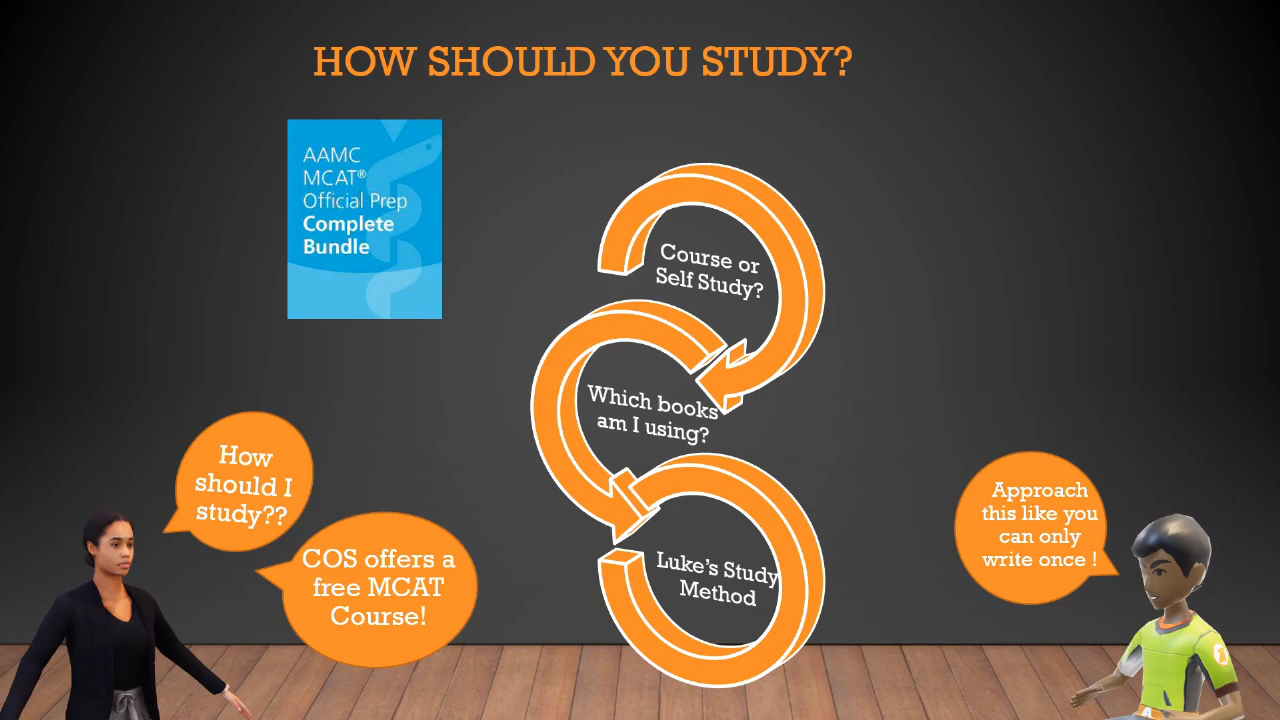 HOW SHOULD YOU STUDY?
AAMC
MCAT®
Official Prep
Complete
Bundle
Course or
Self Study?
Which books
am I using?
How
should I
study??
COS offers a
free MCAT
Course!
Luke's Study
Method
Approach
this like you
can only
write once !